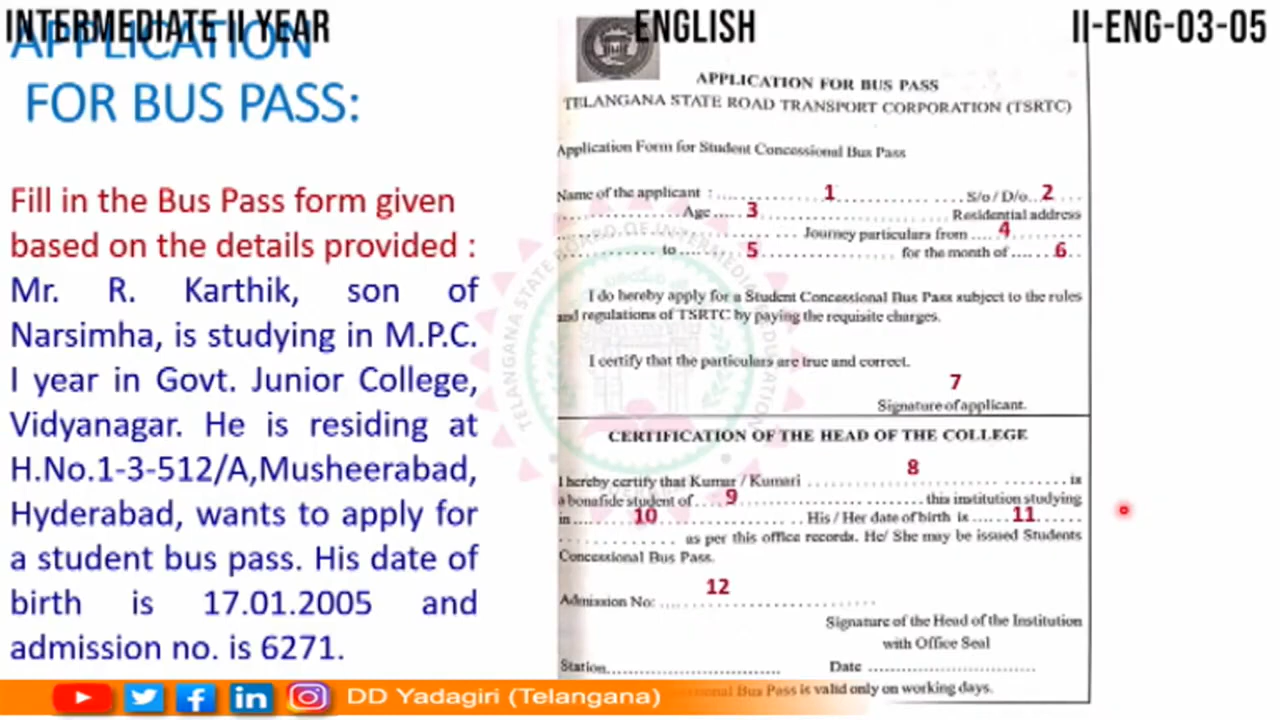 INTERMEDIATE II YEAR
ENGLISH
II-ENG-03-05
APPLICATION
FOR BUS PASS:
Fill in the Bus Pass form given
based on the details provided :
Mr. R. Karthik, son of
Narsimha, is studying in M.P.C.
I year in Govt. Junior College,
Vidyanagar. He is residing at
H.No.1-3-512/A,Musheerabad,
Hyderabad, wants to apply for
a student bus pass. His date of
birth is 17.01.2005 and
admission no. is 6271.
APPLICATION FOR BUS PASS
TELANGANA STATE ROAD TRANSPORT CORPORATION (TSRTC)
Application Form for Student Concessional Bus Pass
Name of the applicant : ........ 1 ........ S/o / D/o... 2 ...
........ Age .... 3 ........ Residential address
........ Journey particulars from .... 4 ........
........ to .... 5 ........ for the month of ...... 6 ..
I do hereby apply for a Student Concessional Bus Pass subject to the rules
and regulations of TSRTC by paying the requisite charges.
I certify that the particulars are true and correct.
7
Signature of applicant.
CERTIFICATION OF THE HEAD OF THE COLLEGE
I hereby certify that Kumar / Kumari ........ 8 ........ is
a bonafide student of .... 9 ........ this institution studying
in ........ 10 ........ His / Her date of birth is ..... 11 ........
........ as per this office records. He/ She may be issued Students
Concessional Bus Pass.
Admission No: .... 12 ........
Signature of the Head of the Institution
with Office Seal
Station........ Date ........
Bus Pass is valid only on working days.
TELANGANA STATE BOARD OF INTERMEDIATE EDUCATION
DD Yadagiri (Telangana)